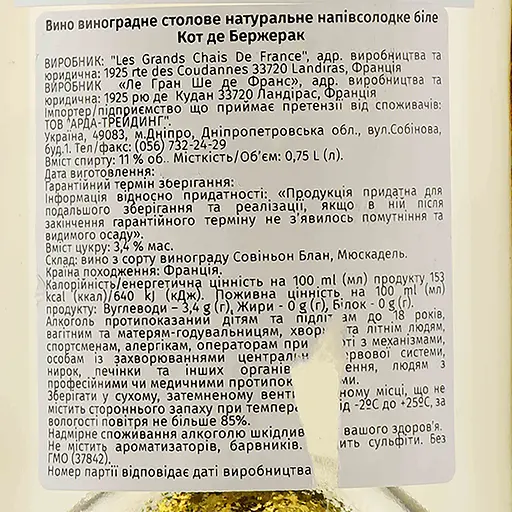 Вино виноградне столове натуральне напівсолодке біле
Кот де Бержерак
ВИРОБНИК: "Les Grands Chais De France", адр. виробництва та
юридична: 1925 rte des Coudannes 33720 Landiras, Франція
ВИРОБНИК «Ле Гран Ше де Франс», адр. виробництва та
юридична: 1925 рю де Кудан 33720 Ландірас, Франція
Імпортер/підприємство що приймає претензії від споживачів:
ТОВ "АРДА-ТРЕЙДИНГ".
Україна, 49083, м.Дніпро, Дніпропетровська обл., вул.Собінова,
буд.1. Тел/факс: (056) 732-24-29
Вміст спирту: 11 % об.. Місткість/Об'єм: 0,75 L (л).
Дата виготовлення:
Гарантійний термін зберігання:
Інформація відносно придатності: «Продукція придатна для
подальшого зберігання та реалізації, якщо в ній після
закінчення гарантійного терміну не з'явилось помутніння та
видимого осаду».
Вміст цукру: 3,4 % мас.
Склад: вино з сорту винограду Совіньон Блан, Мюскадель.
Країна походження: Франція.
Калорійність/енергетична цінність на 100 ml (мл) продукту 153
kcal (ккал)/640 kj (кДж). Поживна цінність на 100 ml (мл)
продукту: Вуглеводи – 3,4 g (г), Жири - 0 g (г), Білок - 0 g (г).
Алкоголь протипоказаний дітям та підліткам до 18 років,
вагітним та матерям-годувальницям, та літнім людям,
спортсменам, алергікам, операторам при з механізмами,
особам із захворюваннями системи,
нирок, печінки та інших людям з
професійними чи медичними
Зберігати у сухому, затемненому місці, що не
містить стороннього запаху при -2ºС до +25ºС, за
вологості повітря не більше 85%.
Надмірне споживання алкоголю вашого здоров'я.
Не містить ароматизаторів, барвників. сульфіти. Без
ГМО (37842).
Номер партії відповідає даті виробництва